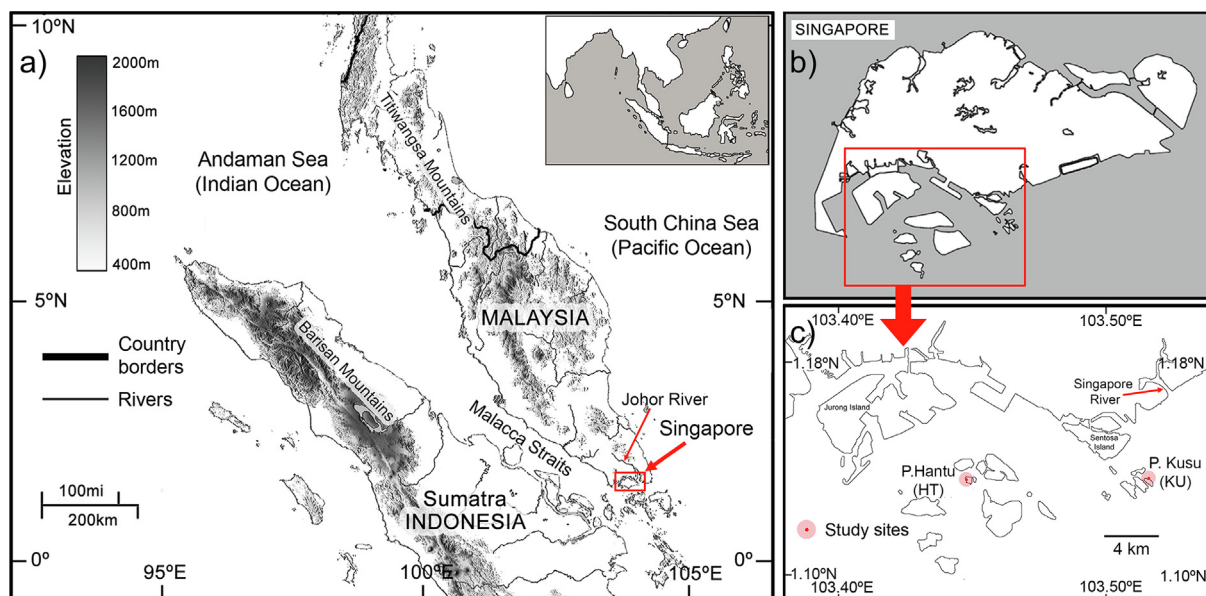 10ºN
a)
Elevation
2000m
1600m
1200m
800m
400m
Titiwangsa Mountains
Andaman Sea
(Indian Ocean)
South China Sea
(Pacific Ocean)
5ºN
MALAYSIA
Country
borders
Rivers
Barisan Mountains
Malacca Straits
Johor River
Singapore
100mi
200km
Sumatra
INDONESIA
0º
95ºE
100ºE
105ºE
SINGAPORE
b)
5ºN
c)
103.40ºE
103.50ºE
1.18ºN
1.18ºN
Singapore
River
Jurong Island
Sentosa
Island
P.Hantu
(HT)
P. Kusu
(KU)
Study sites
4 km
1.10ºN
103.40ºE
103.50ºE
1.10ºN
0º